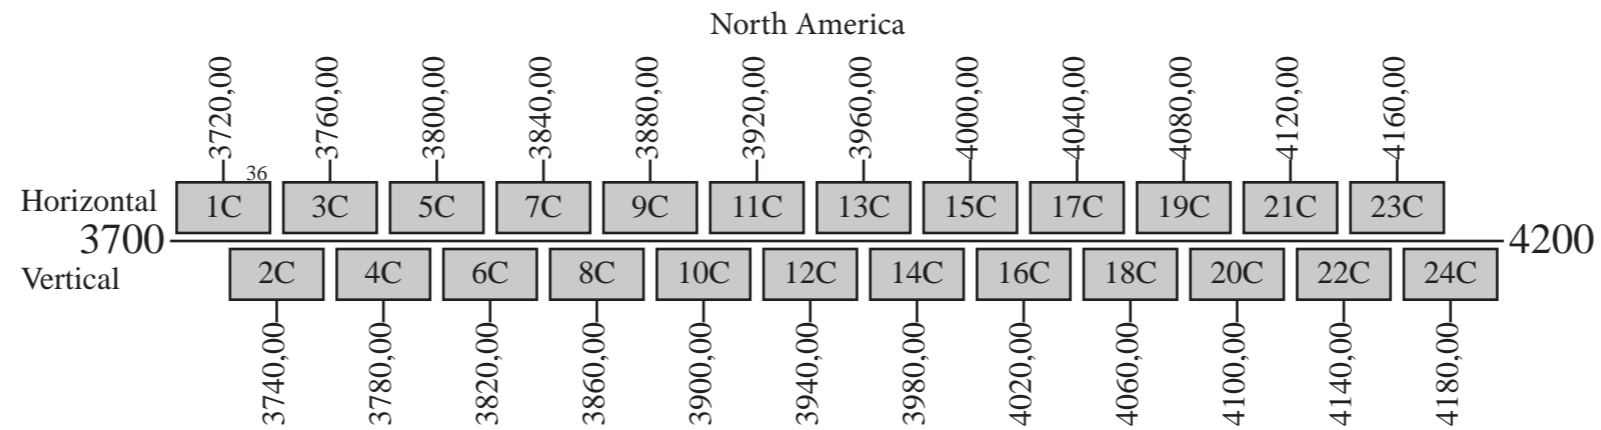 North America
3720,00 3760,00 3800,00 3840,00 3880,00 3920,00 3960,00 4000,00 4040,00 4080,00 4120,00 4160,00
36
Horizontal 1C 3C 5C 7C 9C 11C 13C 15C 17C 19C 21C 23C
3700 4200
Vertical 2C 4C 6C 8C 10C 12C 14C 16C 18C 20C 22C 24C
3740,00 3780,00 3820,00 3860,00 3900,00 3940,00 3980,00 4020,00 4060,00 4100,00 4140,00 4180,00